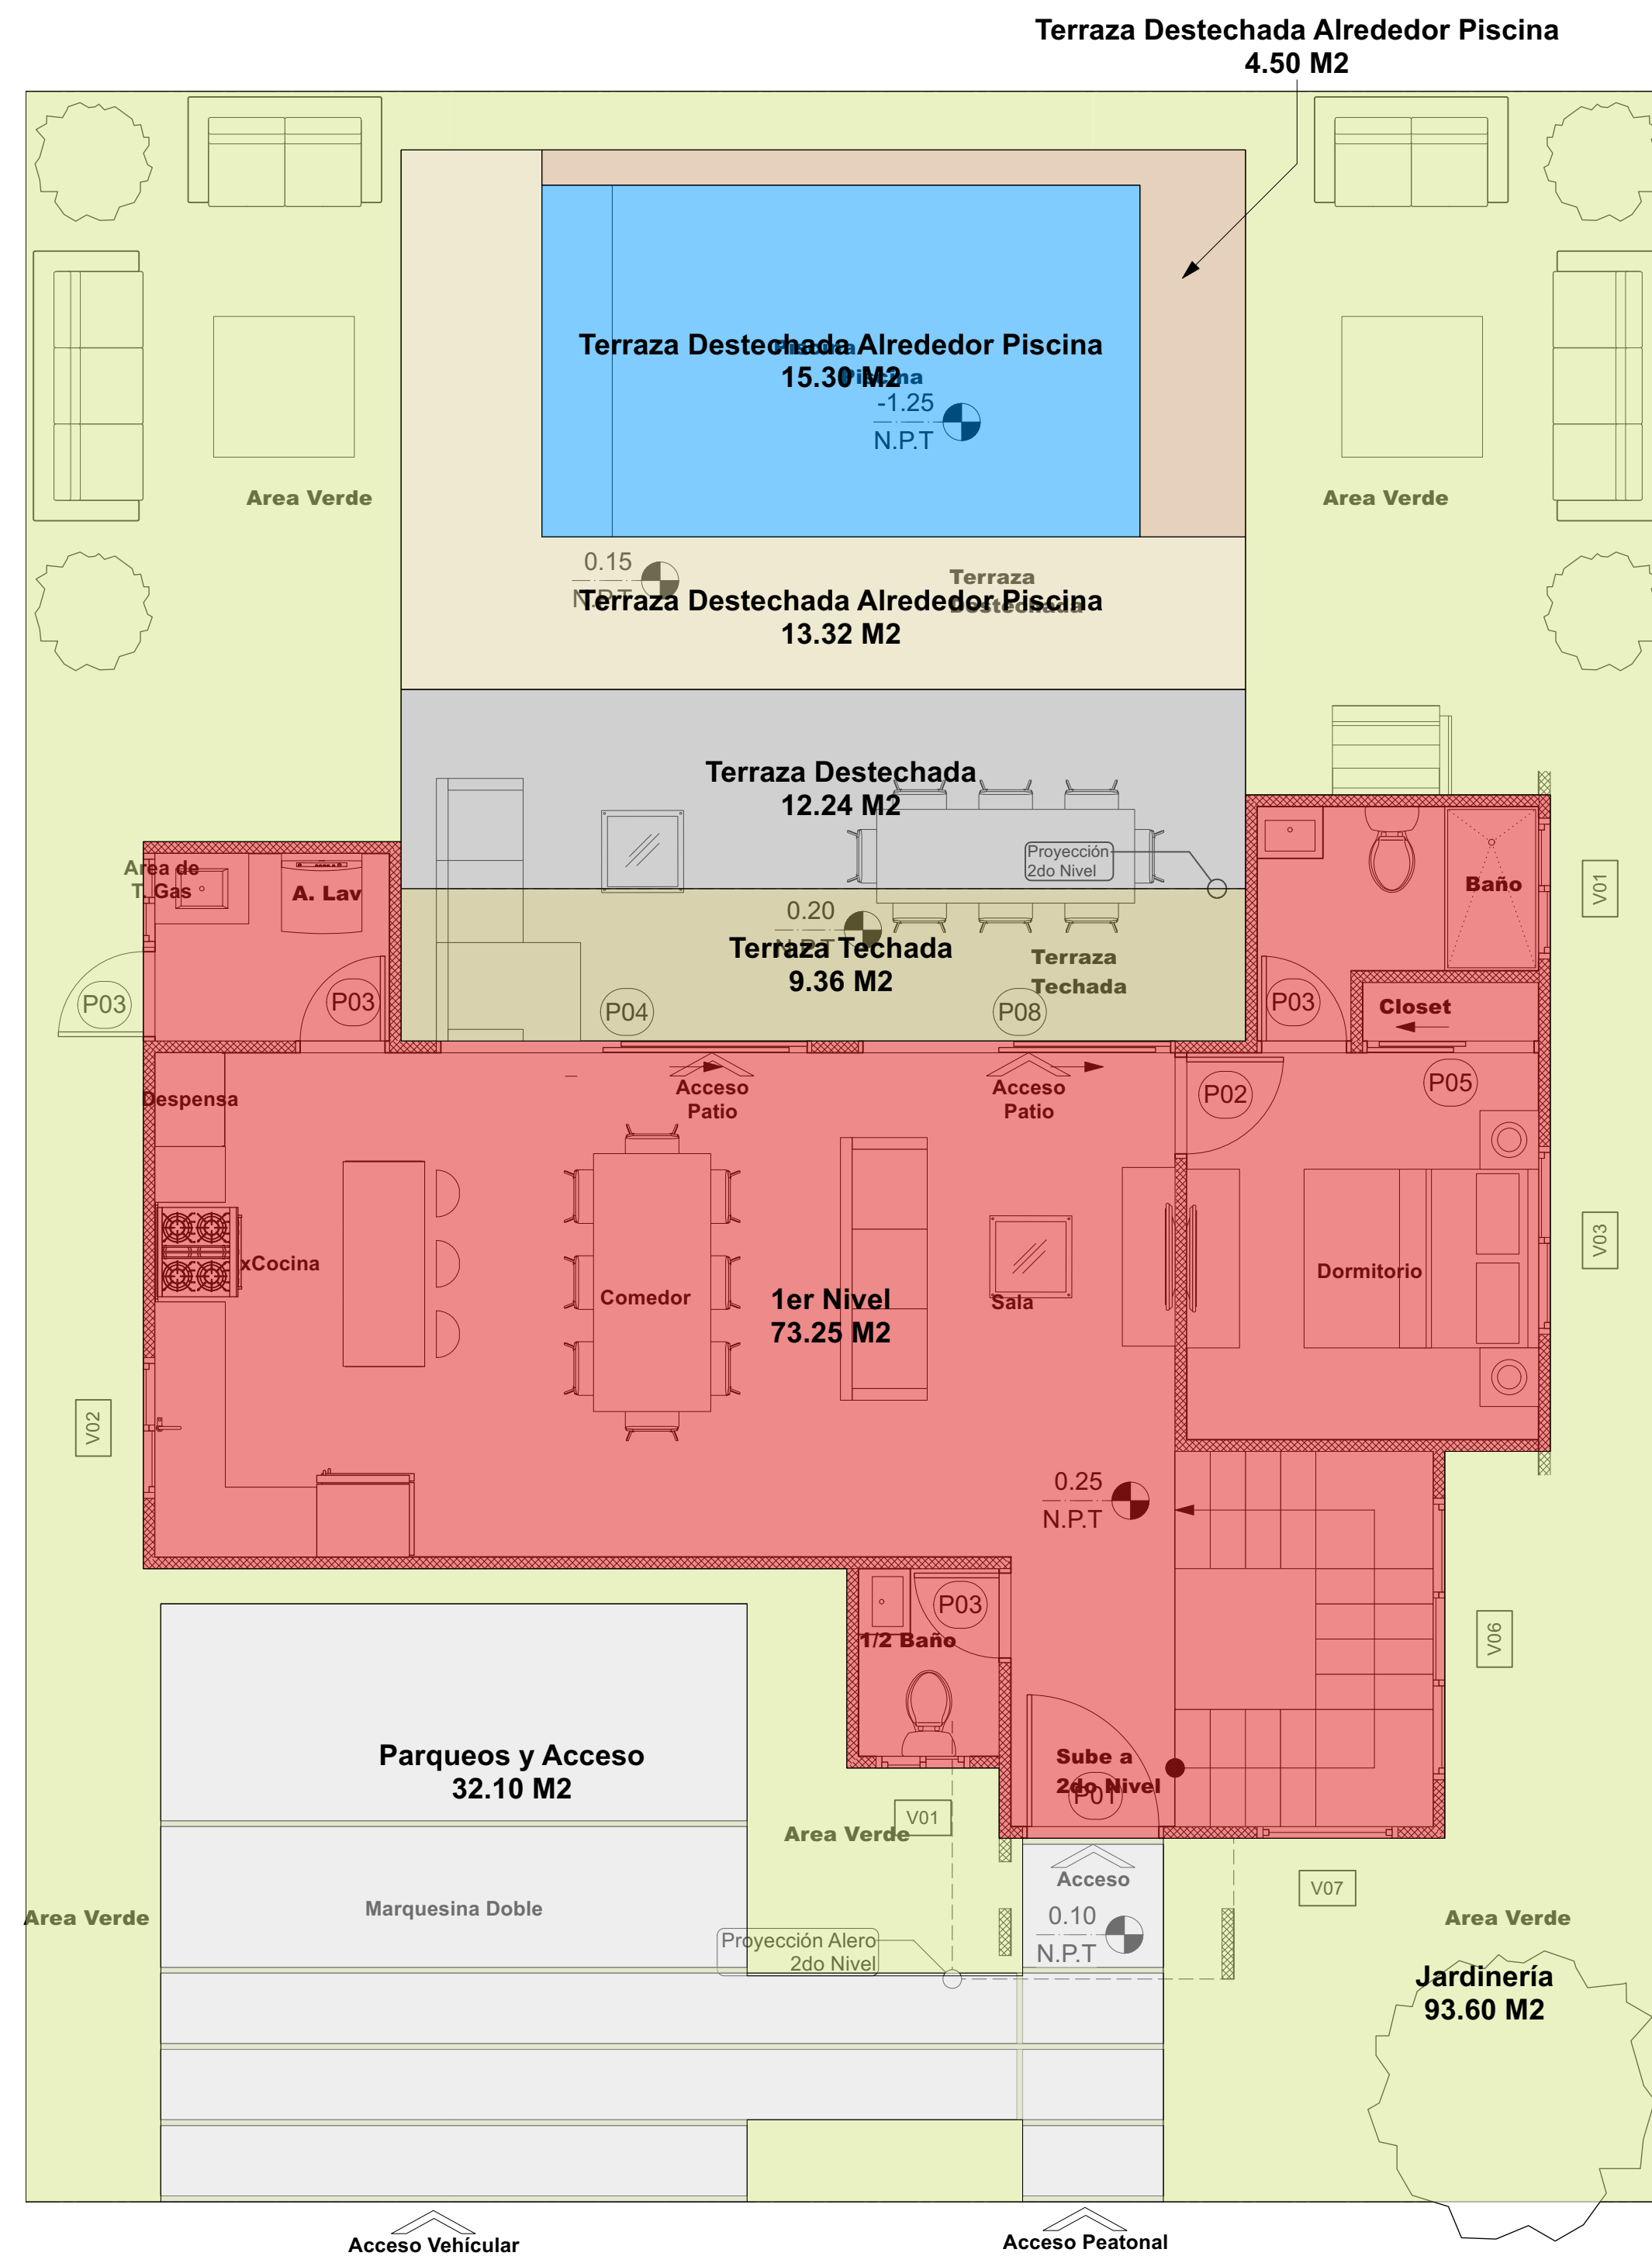 Terraza Destechada Alrededor Piscina
4.50 M2
Terraza Destechada Alrededor Piscina
15.30 M2
Piscina
Piscina
-1.25
N.P.T
Area Verde
Area Verde
0.15
N.P.T
Terraza
Destechada
Terraza Destechada Alrededor Piscina
13.32 M2
Terraza Destechada
12.24 M2
Proyección
2do Nivel
Area de
T. Gas
A. Lav
Baño
V01
0.20
N.P.T
Terraza Techada
9.36 M2
Terraza
Techada
P03
P03
P04
P08
P03
Closet
Despensa
Acceso
Patio
Acceso
Patio
P02
P05
xCocina
Comedor
1er Nivel
73.25 M2
Sala
Dormitorio
V03
V02
0.25
N.P.T
P03
1/2 Baño
V06
Parqueos y Acceso
32.10 M2
Sube a
2do Nivel
P01
V01
Area Verde
Acceso
V07
Marquesina Doble
Area Verde
Area Verde
0.10
N.P.T
Proyección Alero
2do Nivel
Jardinería
93.60 M2
Acceso Vehícular
Acceso Peatonal